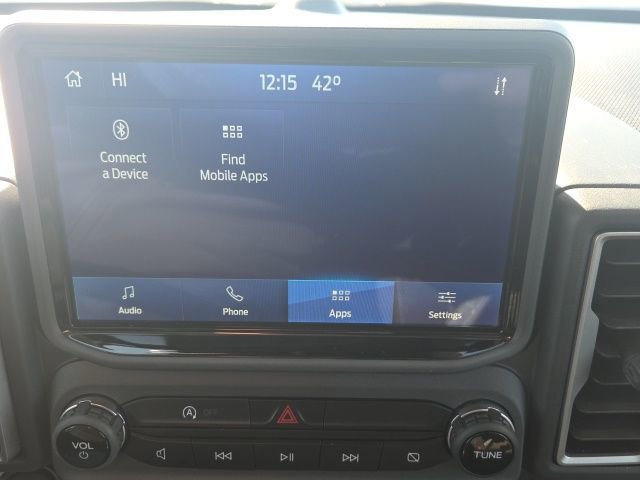 HI 12:15 42°
Connect
a Device
Find
Mobile Apps
Audio Phone Apps Settings
A OFF
VOL
TUNE